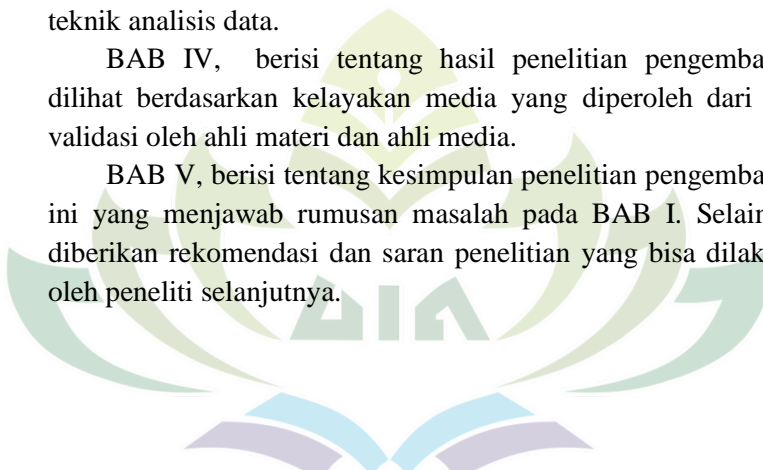 teknik analisis data.
BAB IV, berisi tentang hasil penelitian pengemba
dilihat berdasarkan kelayakan media yang diperoleh dari
validasi oleh ahli materi dan ahli media.
BAB V, berisi tentang kesimpulan penelitian pengemba
ini yang menjawab rumusan masalah pada BAB I. Selain
diberikan rekomendasi dan saran penelitian yang bisa dilak
oleh peneliti selanjutnya.